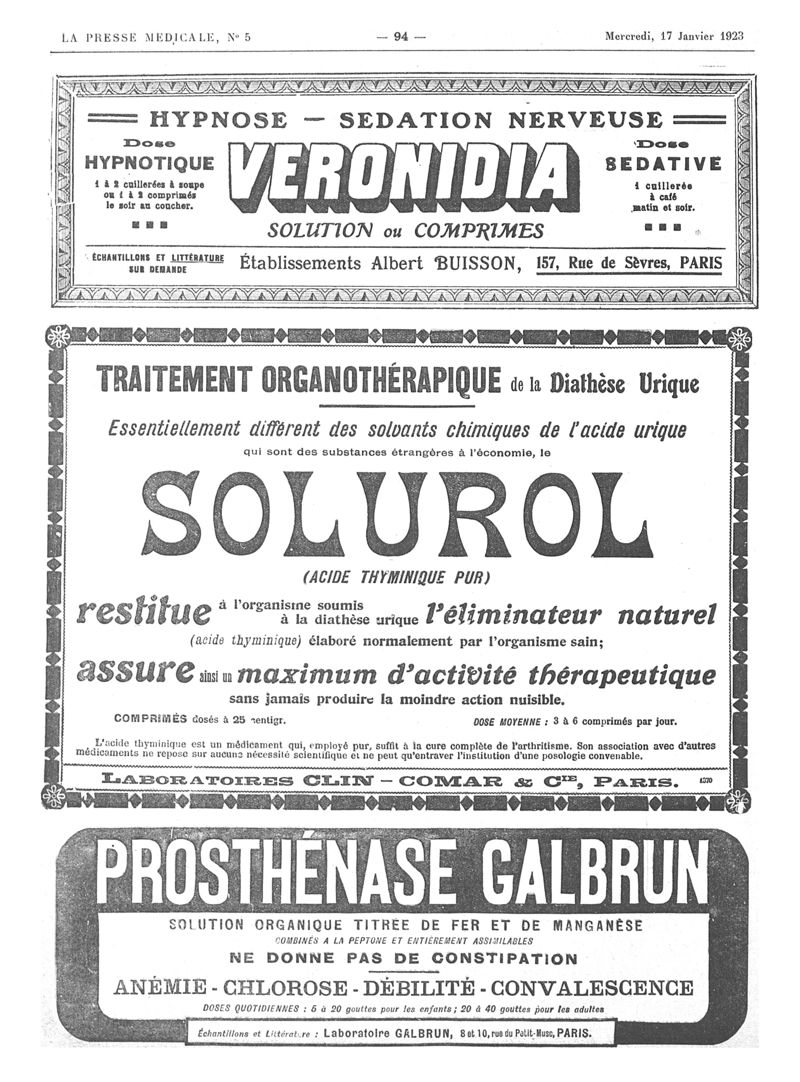 LA PRESSE MEDICALE, Nº 5 — 94 — Mercredi, 17 Janvier 1923
HYPNOSE — SEDATION NERVEUSE
Dose
HYPNOTIQUE
1 à 2 cuillerées à soupe
ou 1 à 2 comprimés
le soir au coucher.
VERONIDIA
SOLUTION ou COMPRIMES
Dose
SEDATIVE
1 cuillerée
à café
matin et soir.
ÉCHANTILLONS ET LITTÉRATURE
SUR DEMANDE
Établissements Albert BUISSON, 157, Rue de Sèvres, PARIS
TRAITEMENT ORGANOTHÉRAPIQUE de la Diathèse Urique
Essentiellement différent des solvants chimiques de l'acide urique
qui sont des substances étrangères à l'économie, le
SOLUROL
(ACIDE THYMINIQUE PUR)
restitue à l'organisme soumis à la diathèse urique l'éliminateur naturel
(acide thyminique) élaboré normalement par l'organisme sain;
assure ainsi un maximum d'activité thérapeutique
sans jamais produire la moindre action nuisible.
COMPRIMÉS dosés à 25 centigr. DOSE MOYENNE : 3 à 6 comprimés par jour.
L'acide thyminique est un médicament qui, employé pur, suffit à la cure complète de l'arthritisme. Son association avec d'autres
médicaments ne repose sur aucune nécessité scientifique et ne peut qu'entraver l'institution d'une posologie convenable.
LABORATOIRES CLIN — COMAR & CIE, PARIS. 1370
PROSTHÉNASE GALBRUN
SOLUTION ORGANIQUE TITRÉE DE FER ET DE MANGANÈSE
COMBINÉS A LA PEPTONE ET ENTIÈREMENT ASSIMILABLES
NE DONNE PAS DE CONSTIPATION
ANÉMIE - CHLOROSE - DÉBILITÉ - CONVALESCENCE
DOSES QUOTIDIENNES : 5 à 20 gouttes pour les enfants ; 20 à 40 gouttes pour les adultes
Échantillons et Littérature : Laboratoire GALBRUN, 8 et 10, rue du Petit-Musc, PARIS.